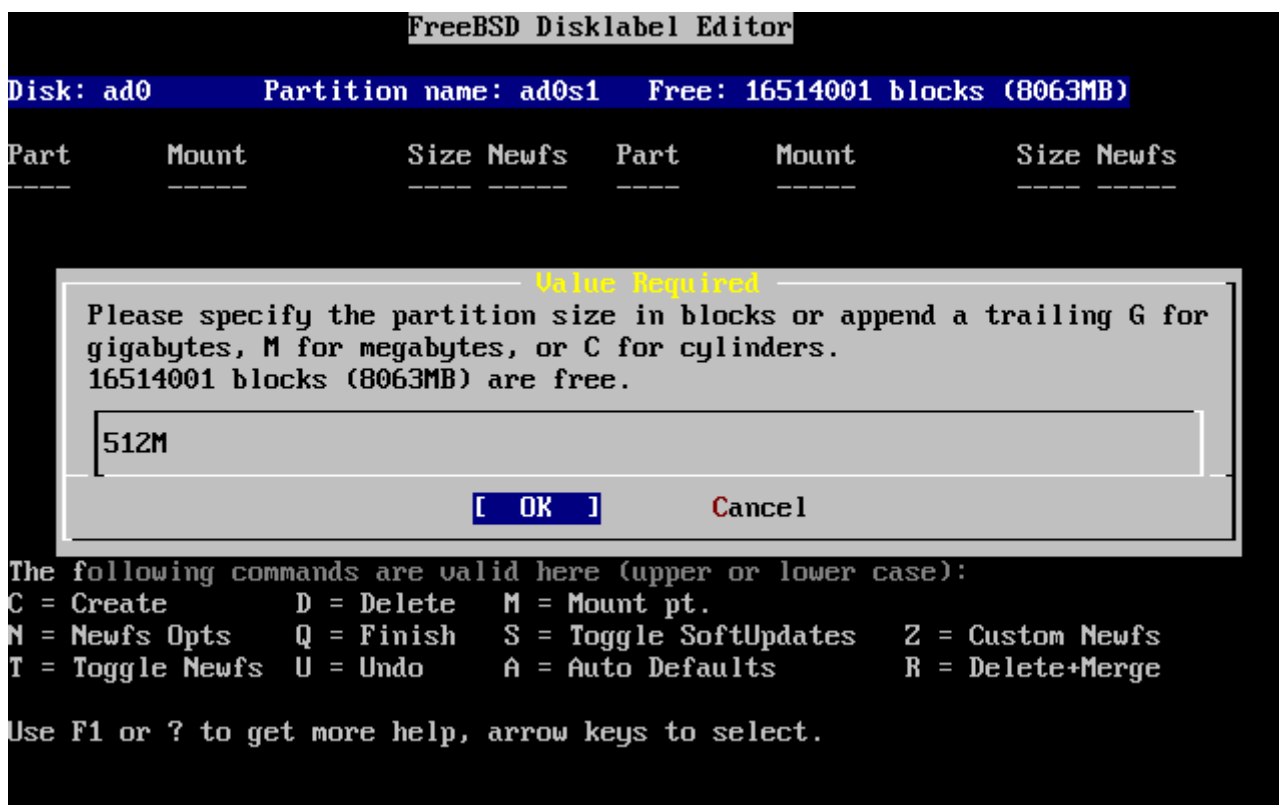 FreeBSD Disklabel Editor
Disk: ad0 Partition name: ad0s1 Free: 16514001 blocks (8063MB)
Part Mount Size Newfs Part Mount Size Newfs
---- ----- ---- ----- ---- ----- ---- -----
Value Required
Please specify the partition size in blocks or append a trailing G for
gigabytes, M for megabytes, or C for cylinders.
16514001 blocks (8063MB) are free.
512M
[ OK ] Cancel
The following commands are valid here (upper or lower case):
C = Create D = Delete M = Mount pt.
N = Newfs Opts Q = Finish S = Toggle SoftUpdates Z = Custom Newfs
T = Toggle Newfs U = Undo A = Auto Defaults R = Delete+Merge
Use F1 or ? to get more help, arrow keys to select.